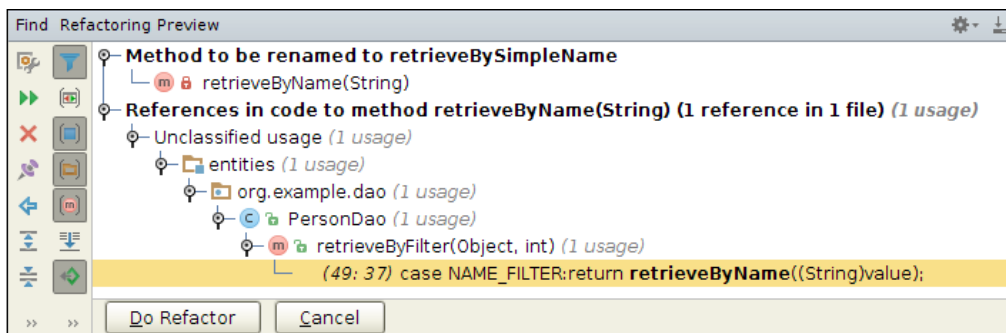 Find Refactoring Preview
Method to be renamed to retrieveBySimpleName
m retrieveByName(String)
References in code to method retrieveByName(String) (1 reference in 1 file) (1 usage)
Unclassified usage (1 usage)
entities (1 usage)
org.example.dao (1 usage)
C PersonDao (1 usage)
m retrieveByFilter(Object, int) (1 usage)
(49: 37) case NAME_FILTER:return retrieveByName((String)value);
Do Refactor Cancel